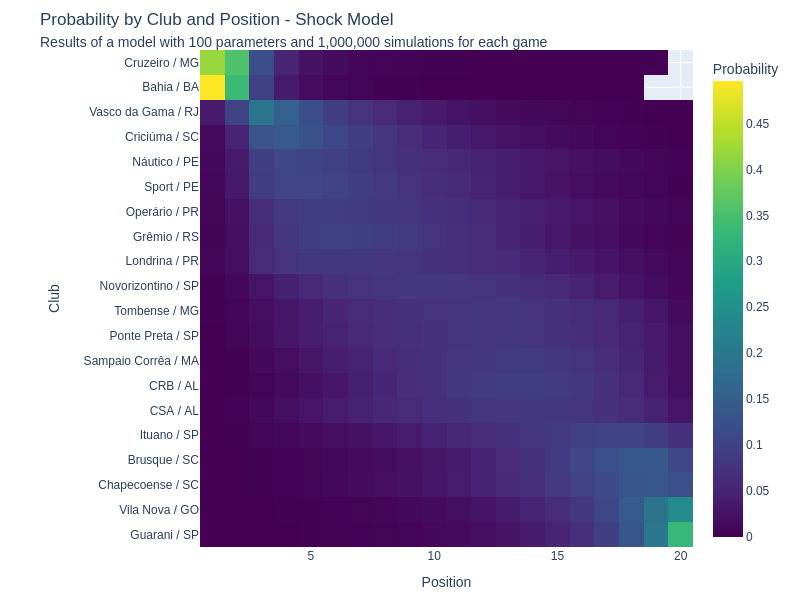 Probability by Club and Position - Shock Model
Results of a model with 100 parameters and 1,000,000 simulations for each game
Cruzeiro / MG
Bahia / BA
Vasco da Gama / RJ
Criciúma / SC
Náutico / PE
Sport / PE
Operário / PR
Grêmio / RS
Londrina / PR
Novorizontino / SP
Tombense / MG
Ponte Preta / SP
Sampaio Corrêa / MA
CRB / AL
CSA / AL
Ituano / SP
Brusque / SC
Chapecoense / SC
Vila Nova / GO
Guarani / SP
Club
5
10
15
20
Position
Probability
0.45
0.4
0.35
0.3
0.25
0.2
0.15
0.1
0.05
0